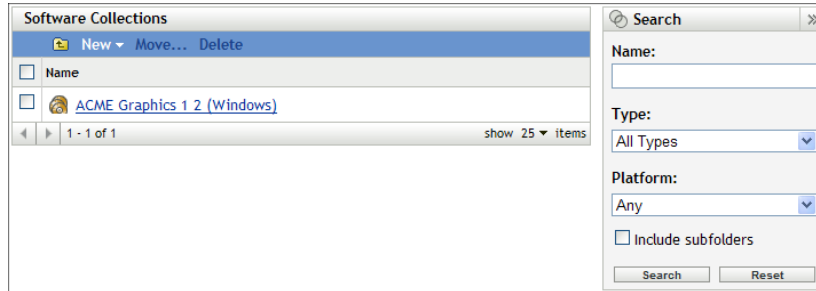 Software Collections
New Move... Delete
Name
ACME Graphics 1 2 (Windows)
1 - 1 of 1 show 25 items
Search
Name:
Type:
All Types
Platform:
Any
Include subfolders
Search Reset